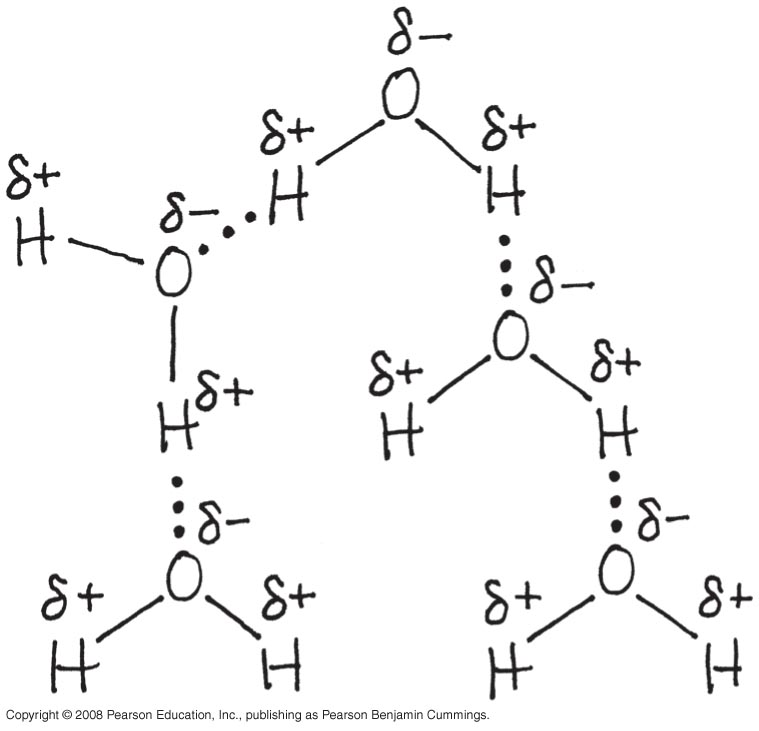 δ−
O
δ+ δ+
H H
δ+
H
δ−
O
δ−
O
δ+ δ+
H H
δ+
H
δ−
O
δ+ δ+
H H
δ−
O
δ+ δ+
H H
Copyright © 2008 Pearson Education, Inc., publishing as Pearson Benjamin Cummings.